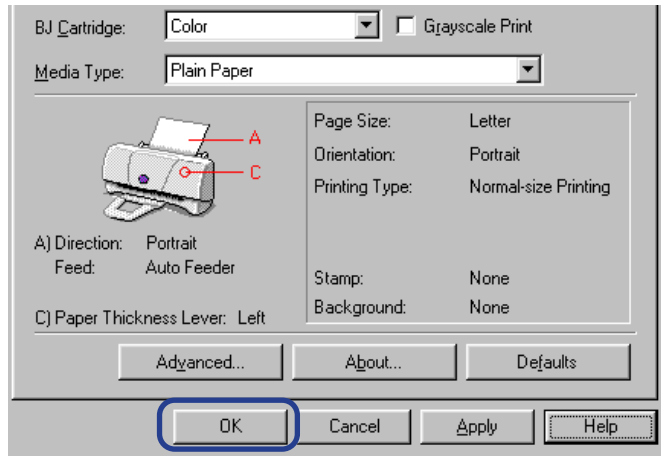 BJ Cartridge: Color Grayscale Print
Media Type: Plain Paper
A
C
A) Direction: Portrait
Feed: Auto Feeder
C) Paper Thickness Lever: Left
Page Size: Letter
Orientation: Portrait
Printing Type: Normal-size Printing
Stamp: None
Background: None
Advanced... About... Defaults
OK Cancel Apply Help